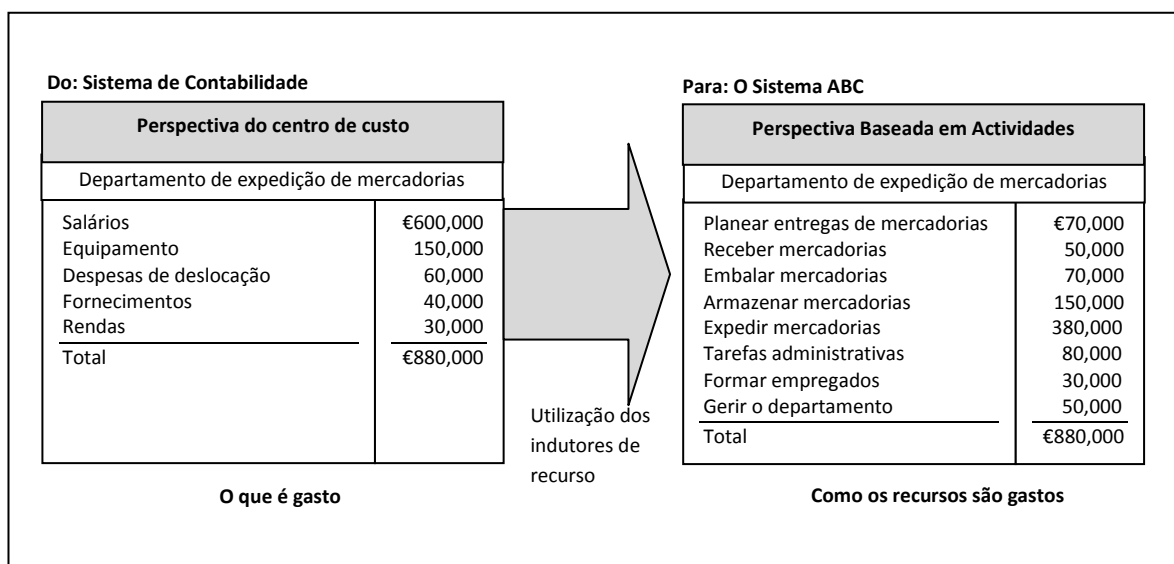 Do: Sistema de Contabilidade
Perspectiva do centro de custo
Departamento de expedição de mercadorias
Salários €600,000
Equipamento 150,000
Despesas de deslocação 60,000
Fornecimentos 40,000
Rendas 30,000
Total €880,000
O que é gasto
Utilização dos
indutores de
recurso
Para: O Sistema ABC
Perspectiva Baseada em Actividades
Departamento de expedição de mercadorias
Planear entregas de mercadorias €70,000
Receber mercadorias 50,000
Embalar mercadorias 70,000
Armazenar mercadorias 150,000
Expedir mercadorias 380,000
Tarefas administrativas 80,000
Formar empregados 30,000
Gerir o departamento 50,000
Total €880,000
Como os recursos são gastos